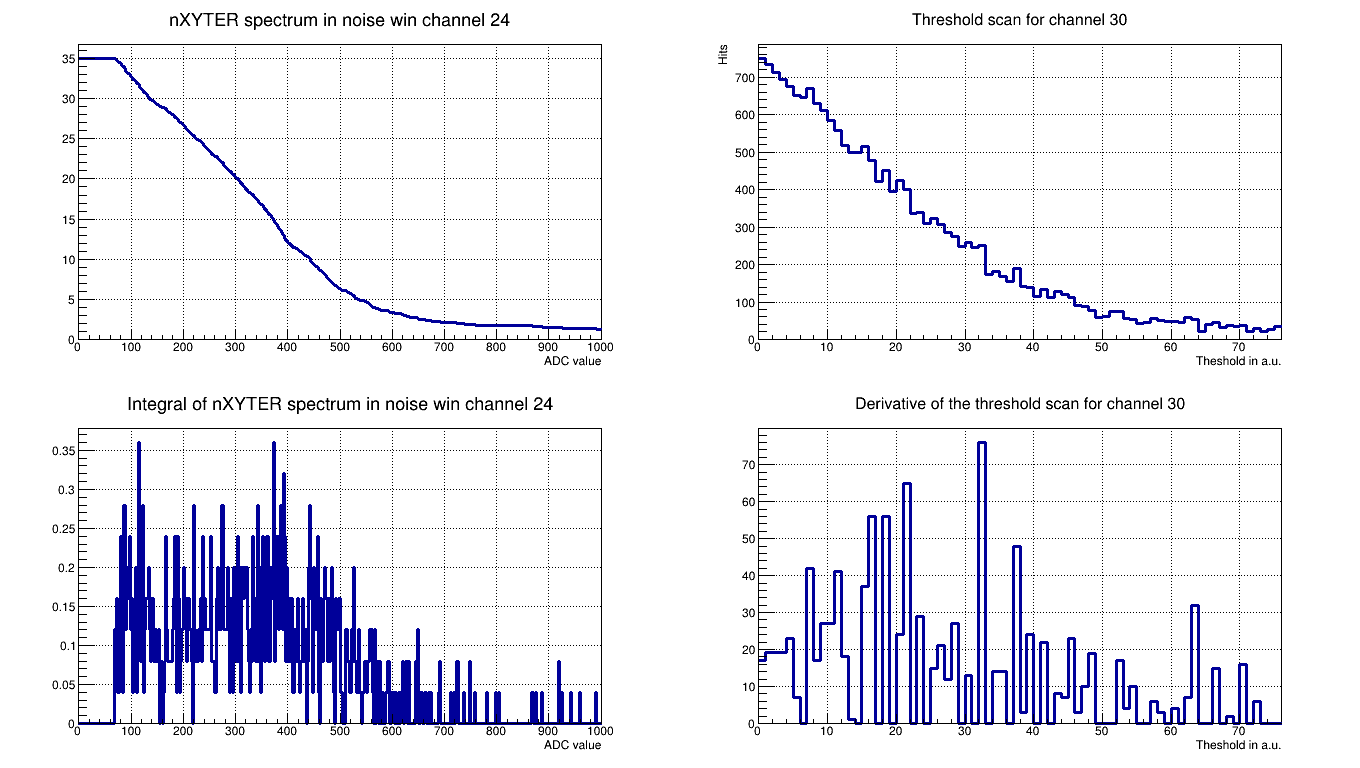 nXYTER spectrum in noise win channel 24
35
30
25
20
15
10
5
0
0 100 200 300 400 500 600 700 800 900 1000
ADC value
Threshold scan for channel 30
Hits
700
600
500
400
300
200
100
0
0 10 20 30 40 50 60 70
Theshold in a.u.
Integral of nXYTER spectrum in noise win channel 24
0.35
0.3
0.25
0.2
0.15
0.1
0.05
0
0 100 200 300 400 500 600 700 800 900 1000
ADC value
Derivative of the threshold scan for channel 30
70
60
50
40
30
20
10
0
0 10 20 30 40 50 60 70
Theshold in a.u.